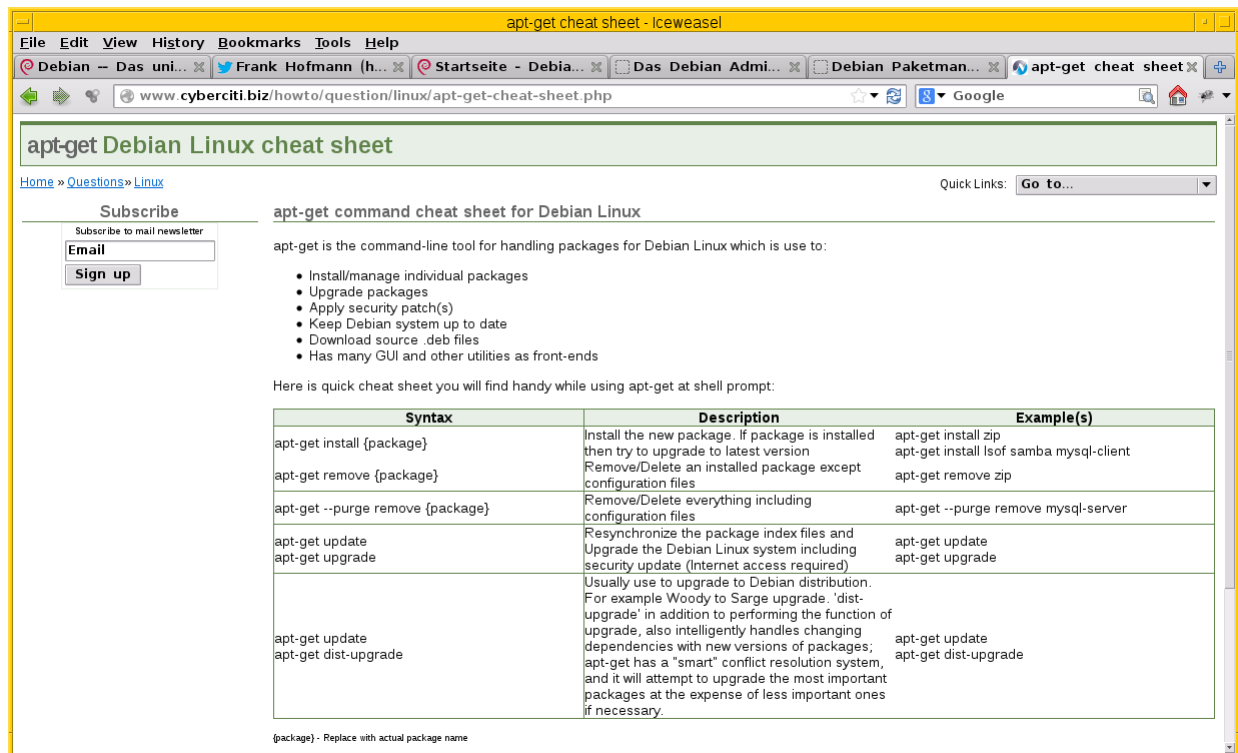 apt-get cheat sheet - Iceweasel
File Edit View History Bookmarks Tools Help
Debian -- Das uni...
Frank Hofmann (h...
Startseite - Debia...
Das Debian Admi...
Debian Paketman...
apt-get cheat sheet
www.cyberciti.biz/howto/question/linux/apt-get-cheat-sheet.php
Google
apt-get Debian Linux cheat sheet
Home » Questions» Linux
Quick Links: Go to...
Subscribe
Subscribe to mail newsletter
Email
Sign up
apt-get command cheat sheet for Debian Linux
apt-get is the command-line tool for handling packages for Debian Linux which is use to:
• Install/manage individual packages
• Upgrade packages
• Apply security patch(s)
• Keep Debian system up to date
• Download source .deb files
• Has many GUI and other utilities as front-ends
Here is quick cheat sheet you will find handy while using apt-get at shell prompt:
Syntax Description Example(s)
apt-get install {package}
Install the new package. If package is installed
then try to upgrade to latest version
apt-get install zip
apt-get install lsof samba mysql-client
apt-get remove {package}
Remove/Delete an installed package except
configuration files
apt-get remove zip
apt-get --purge remove {package}
Remove/Delete everything including
configuration files
apt-get --purge remove mysql-server
apt-get update
apt-get upgrade
Resynchronize the package index files and
Upgrade the Debian Linux system including
security update (Internet access required)
apt-get update
apt-get upgrade
apt-get update
apt-get dist-upgrade
Usually use to upgrade to Debian distribution.
For example Woody to Sarge upgrade. 'dist-
upgrade' in addition to performing the function of
upgrade, also intelligently handles changing
dependencies with new versions of packages;
apt-get has a "smart" conflict resolution system,
and it will attempt to upgrade the most important
packages at the expense of less important ones
if necessary.
apt-get update
apt-get dist-upgrade
{package} - Replace with actual package name